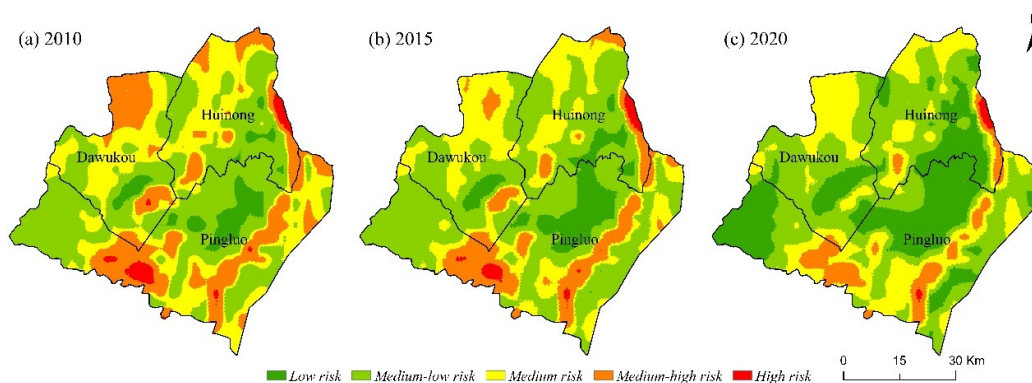 (a) 2010
(b) 2015
(c) 2020
Huinong
Huinong
Huinong
Dawukou
Dawukou
Dawukou
Pingluo
Pingluo
Pingluo
Low risk
Medium-low risk
Medium risk
Medium-high risk
High risk
0 15 30 Km